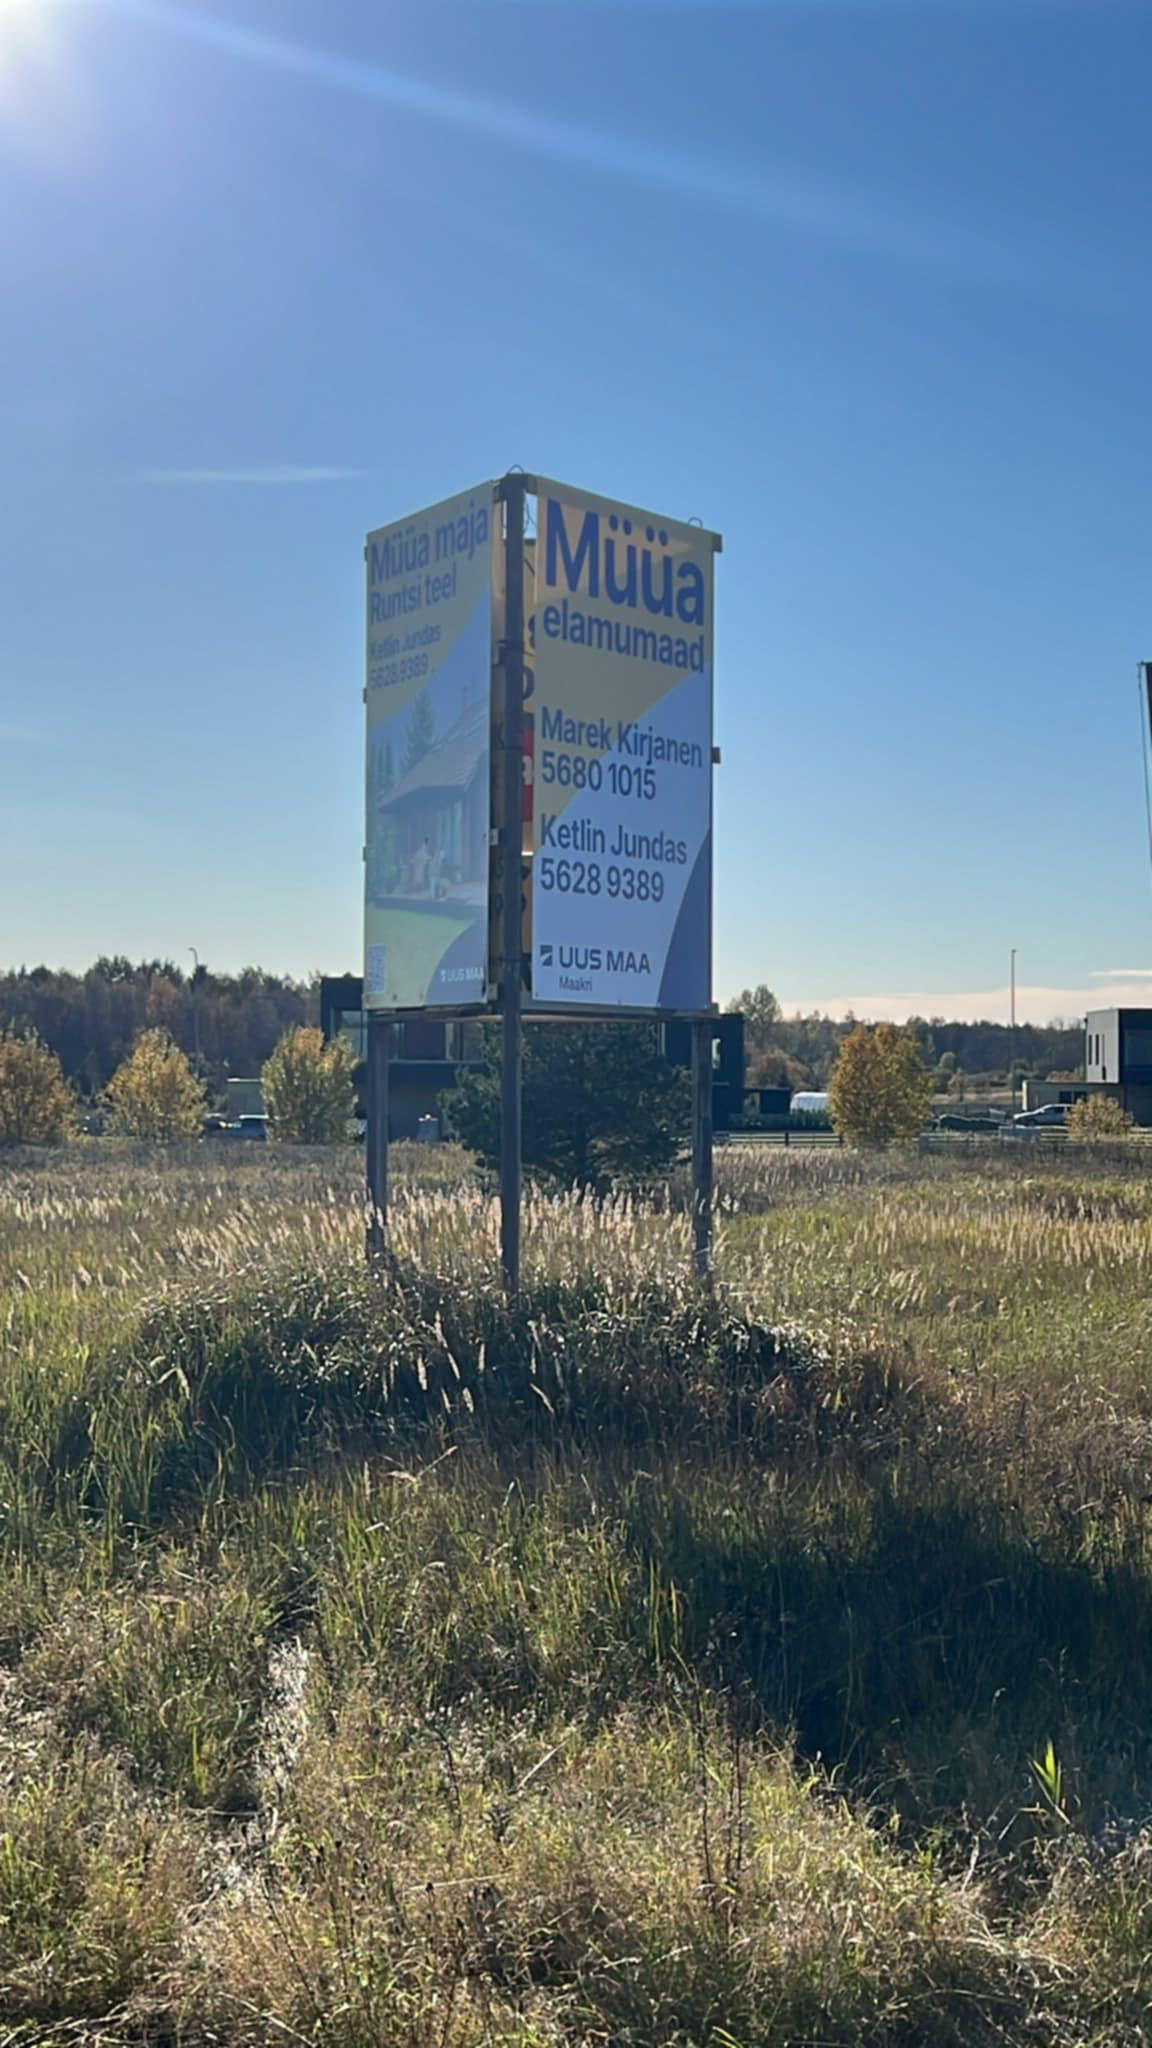 Müüa maja
Runtsi teel
Ketlin Jundas
5628 9389
UUS MAA
Müüa
elamumaad
Marek Kirjanen
5680 1015
Ketlin Jundas
5628 9389
UUS MAA
Maakri